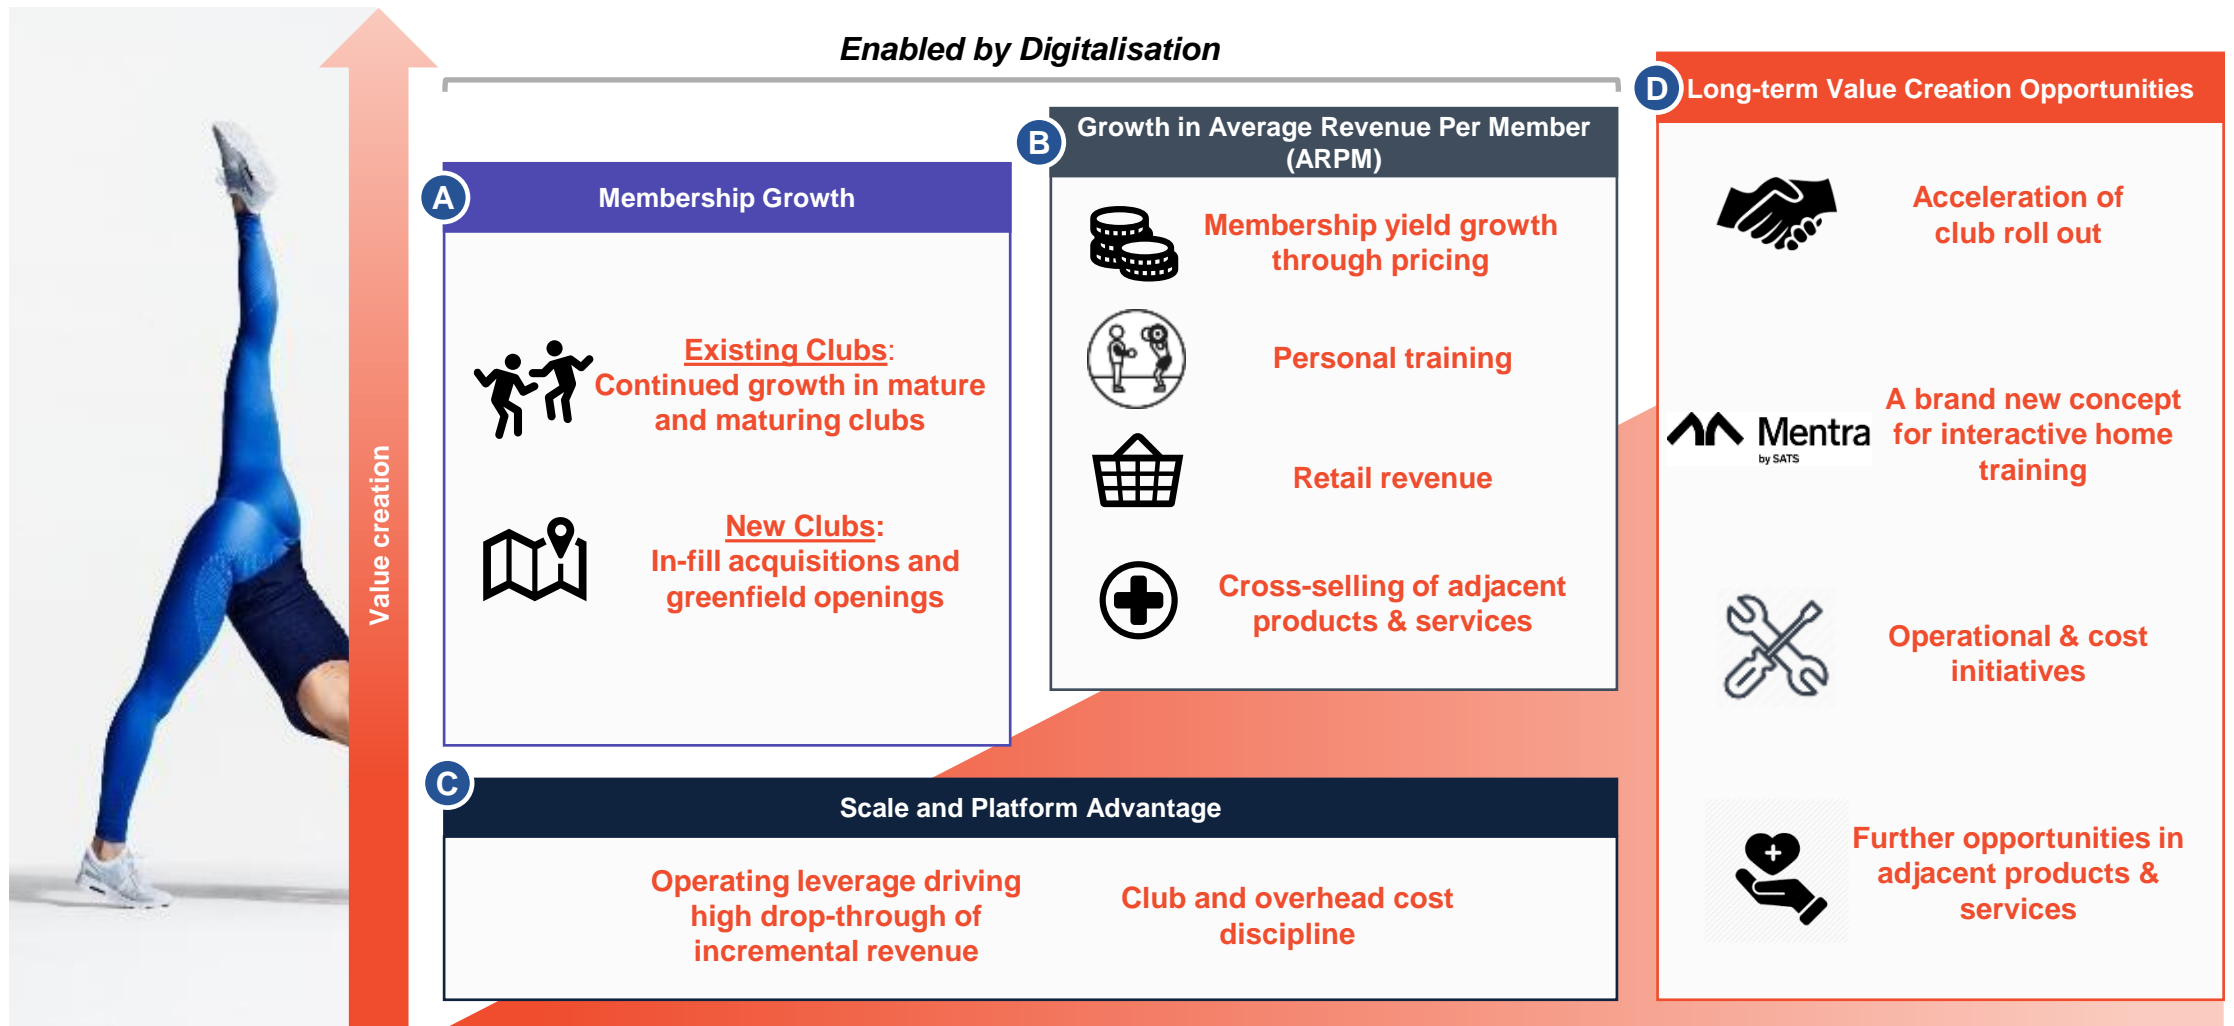 Enabled by Digitalisation
Value creation
A
Membership Growth
Existing Clubs:
Continued growth in mature
and maturing clubs
New Clubs:
In-fill acquisitions and
greenfield openings
B
Growth in Average Revenue Per Member
(ARPM)
Membership yield growth
through pricing
Personal training
Retail revenue
Cross-selling of adjacent
products & services
C
Scale and Platform Advantage
Operating leverage driving
high drop-through of
incremental revenue
Club and overhead cost
discipline
D
Long-term Value Creation Opportunities
Acceleration of
club roll out
Mentra
by SATS
A brand new concept
for interactive home
training
Operational & cost
initiatives
Further opportunities in
adjacent products &
services